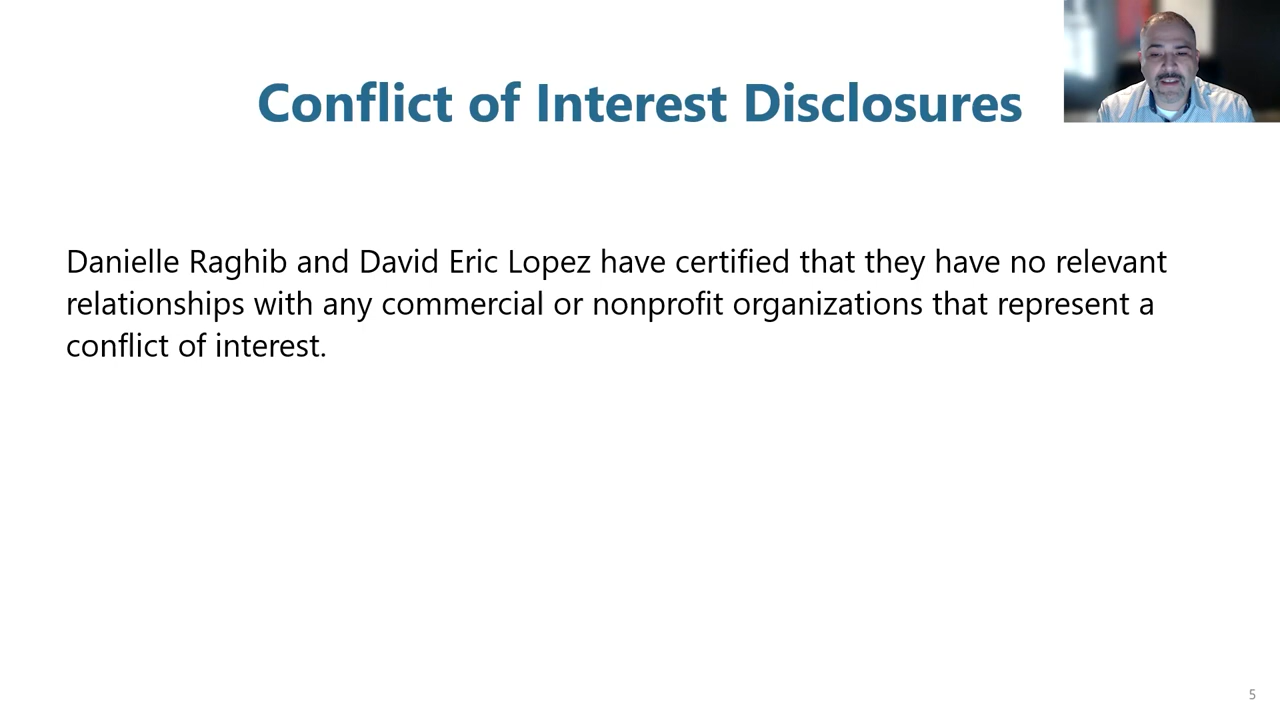 Conflict of Interest Disclosures
Danielle Raghib and David Eric Lopez have certified that they have no relevant
relationships with any commercial or nonprofit organizations that represent a
conflict of interest.
5